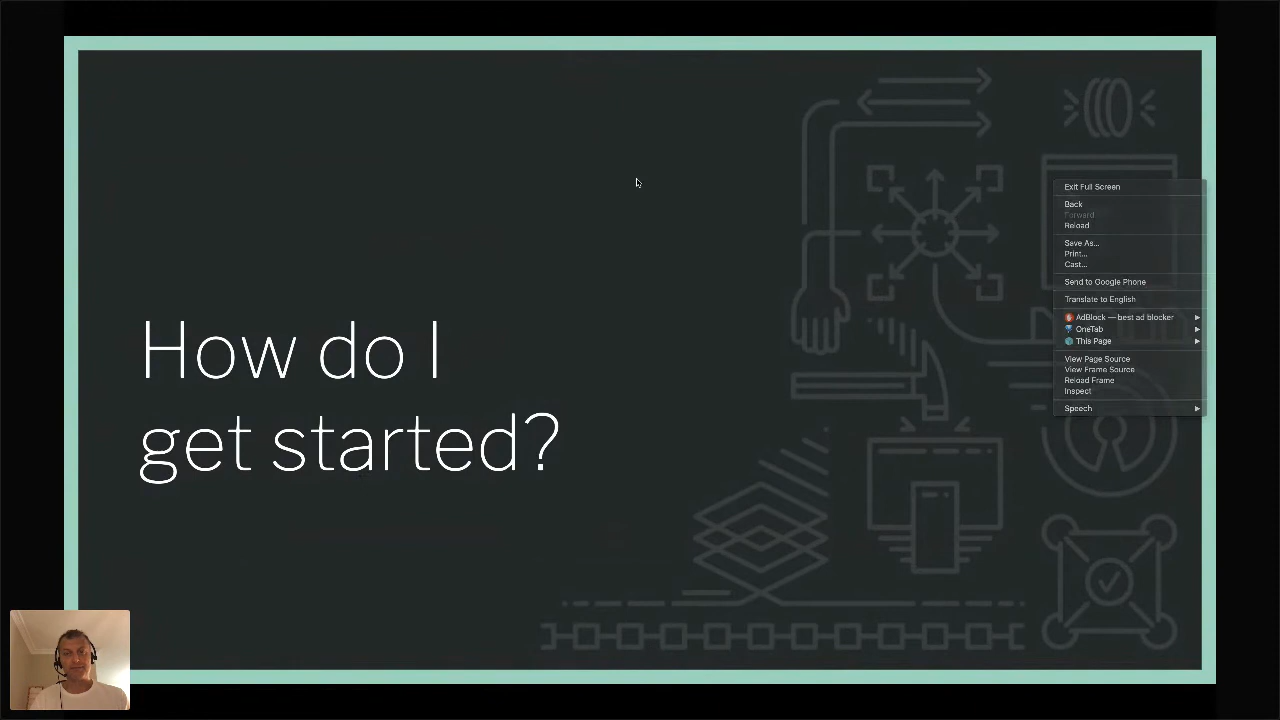 How do I
get started?
Exit Full Screen
Back
Forward
Reload
Save As...
Print...
Cast...
Send to Google Phone
Translate to English
AdBlock — best ad blocker
OneTab
This Page
View Page Source
View Frame Source
Reload Frame
Inspect
Speech